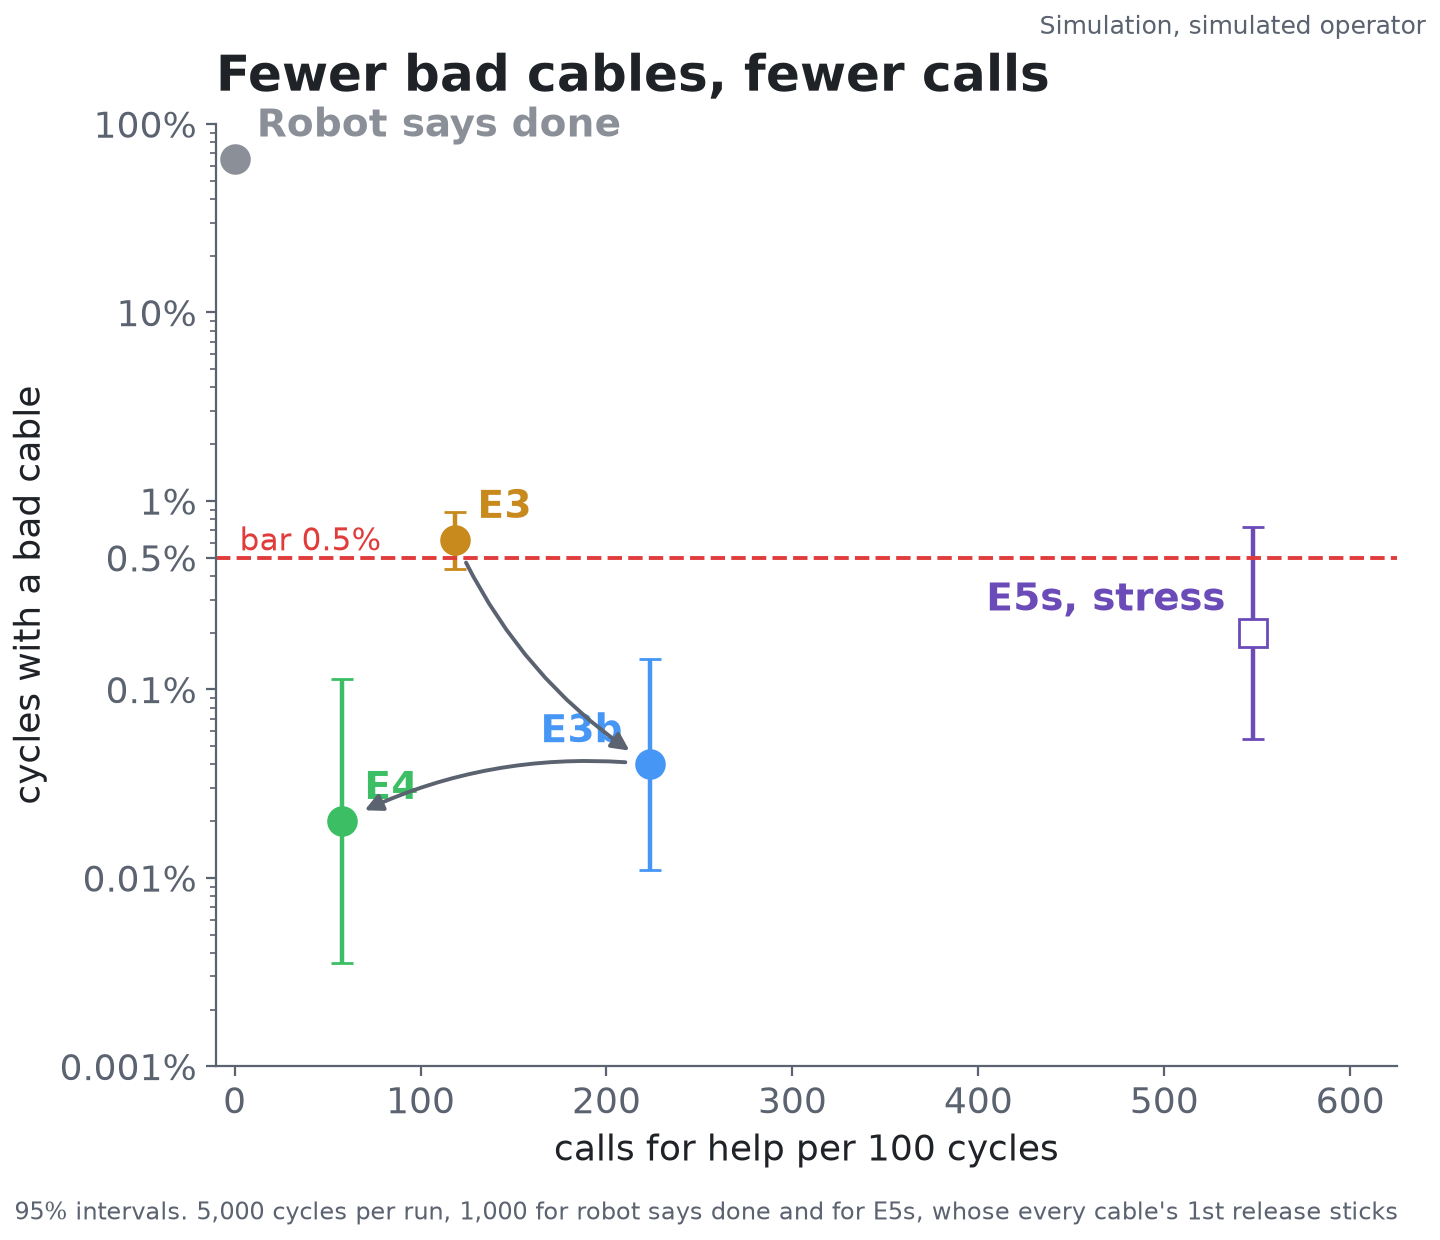 Simulation, simulated operator
Fewer bad cables, fewer calls
100%
Robot says done
10%
1%
E3
bar 0.5%
0.5%
E5s, stress
0.1%
E3b
E4
0.01%
0.001%
cycles with a bad cable
0 100 200 300 400 500 600
calls for help per 100 cycles
95% intervals. 5,000 cycles per run, 1,000 for robot says done and for E5s, whose every cable's 1st release sticks